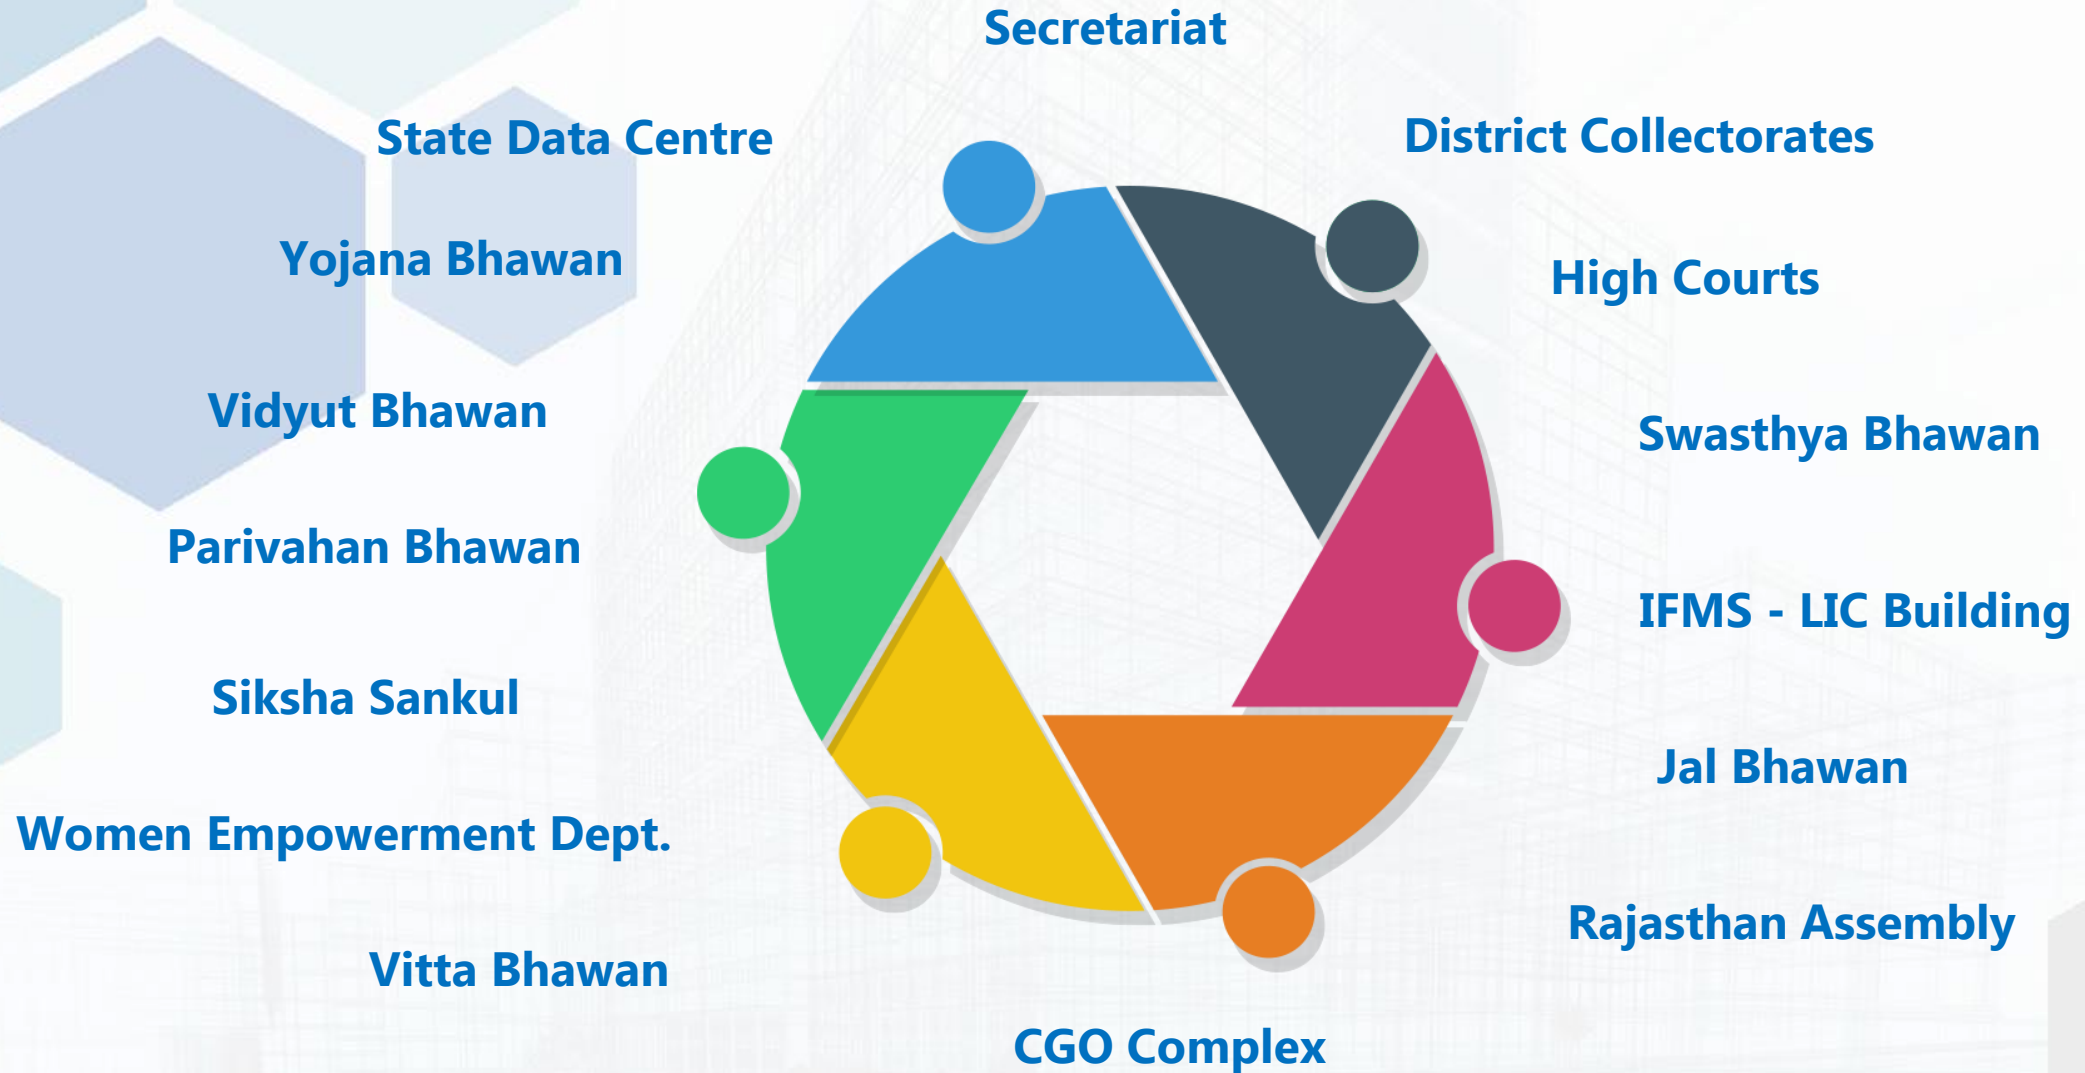 Secretariat
State Data Centre
District Collectorates
Yojana Bhawan
High Courts
Vidyut Bhawan
Swasthya Bhawan
Parivahan Bhawan
IFMS - LIC Building
Siksha Sankul
Jal Bhawan
Women Empowerment Dept.
Rajasthan Assembly
Vitta Bhawan
CGO Complex